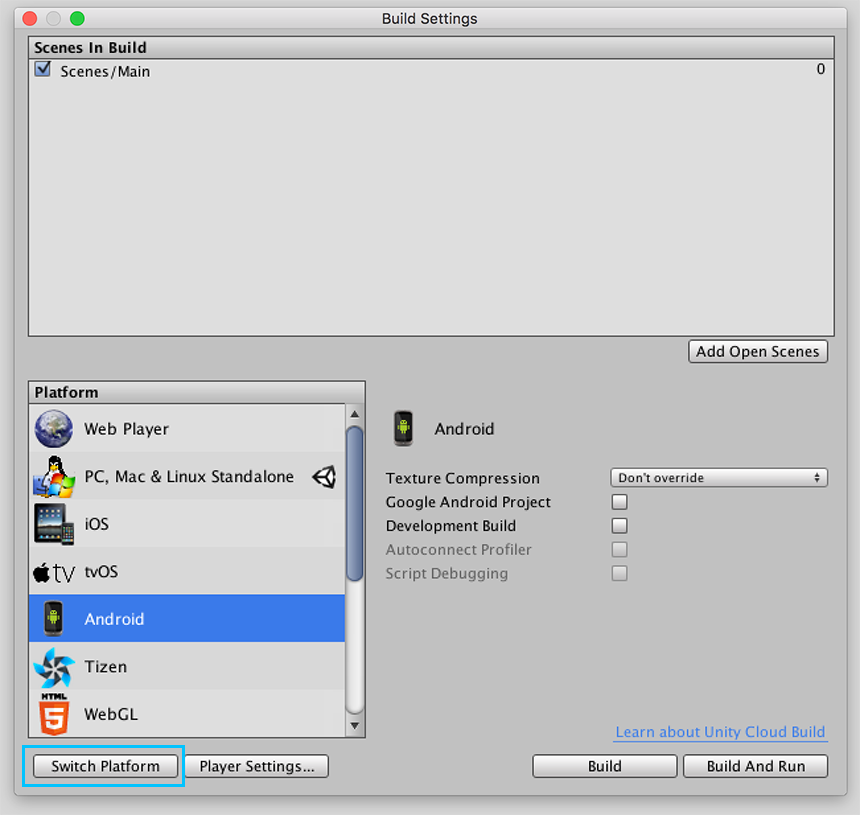 Build Settings
Scenes In Build
Scenes/Main 0
Add Open Scenes
Platform
Web Player
PC, Mac & Linux Standalone
iOS
tv tvOS
Android
Tizen
HTML
5 WebGL
Android
Texture Compression Don't override
Google Android Project
Development Build
Autoconnect Profiler
Script Debugging
Learn about Unity Cloud Build
Switch Platform Player Settings... Build Build And Run